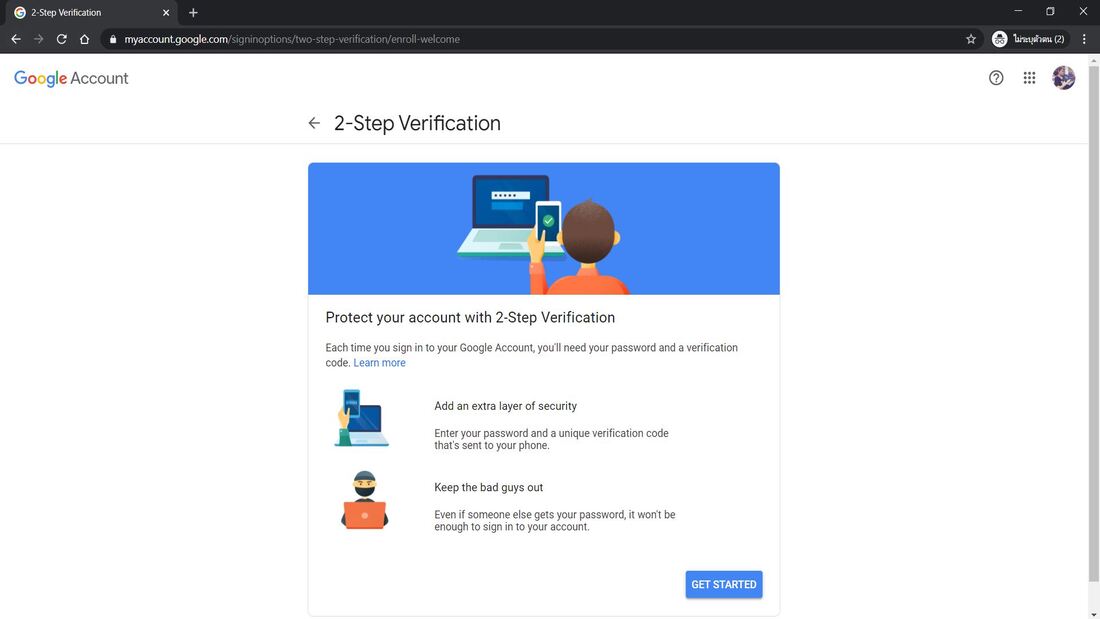 2-Step Verification
myaccount.google.com/signinoptions/two-step-verification/enroll-welcome
ไม่ระบุตัวตน (2)
Google Account
2-Step Verification
Protect your account with 2-Step Verification
Each time you sign in to your Google Account, you'll need your password and a verification
code. Learn more
Add an extra layer of security
Enter your password and a unique verification code
that's sent to your phone.
Keep the bad guys out
Even if someone else gets your password, it won't be
enough to sign in to your account.
GET STARTED